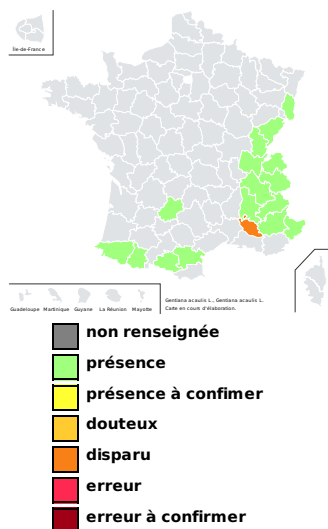 Île-de-France
Guadeloupe Martinique Guyane La Réunion Mayotte
Gentiana acaulis L., Gentiana acaulis L.
Carte en cours d'élaboration.
non renseignée
présence
présence à confimer
douteux
disparu
erreur
erreur à confirmer